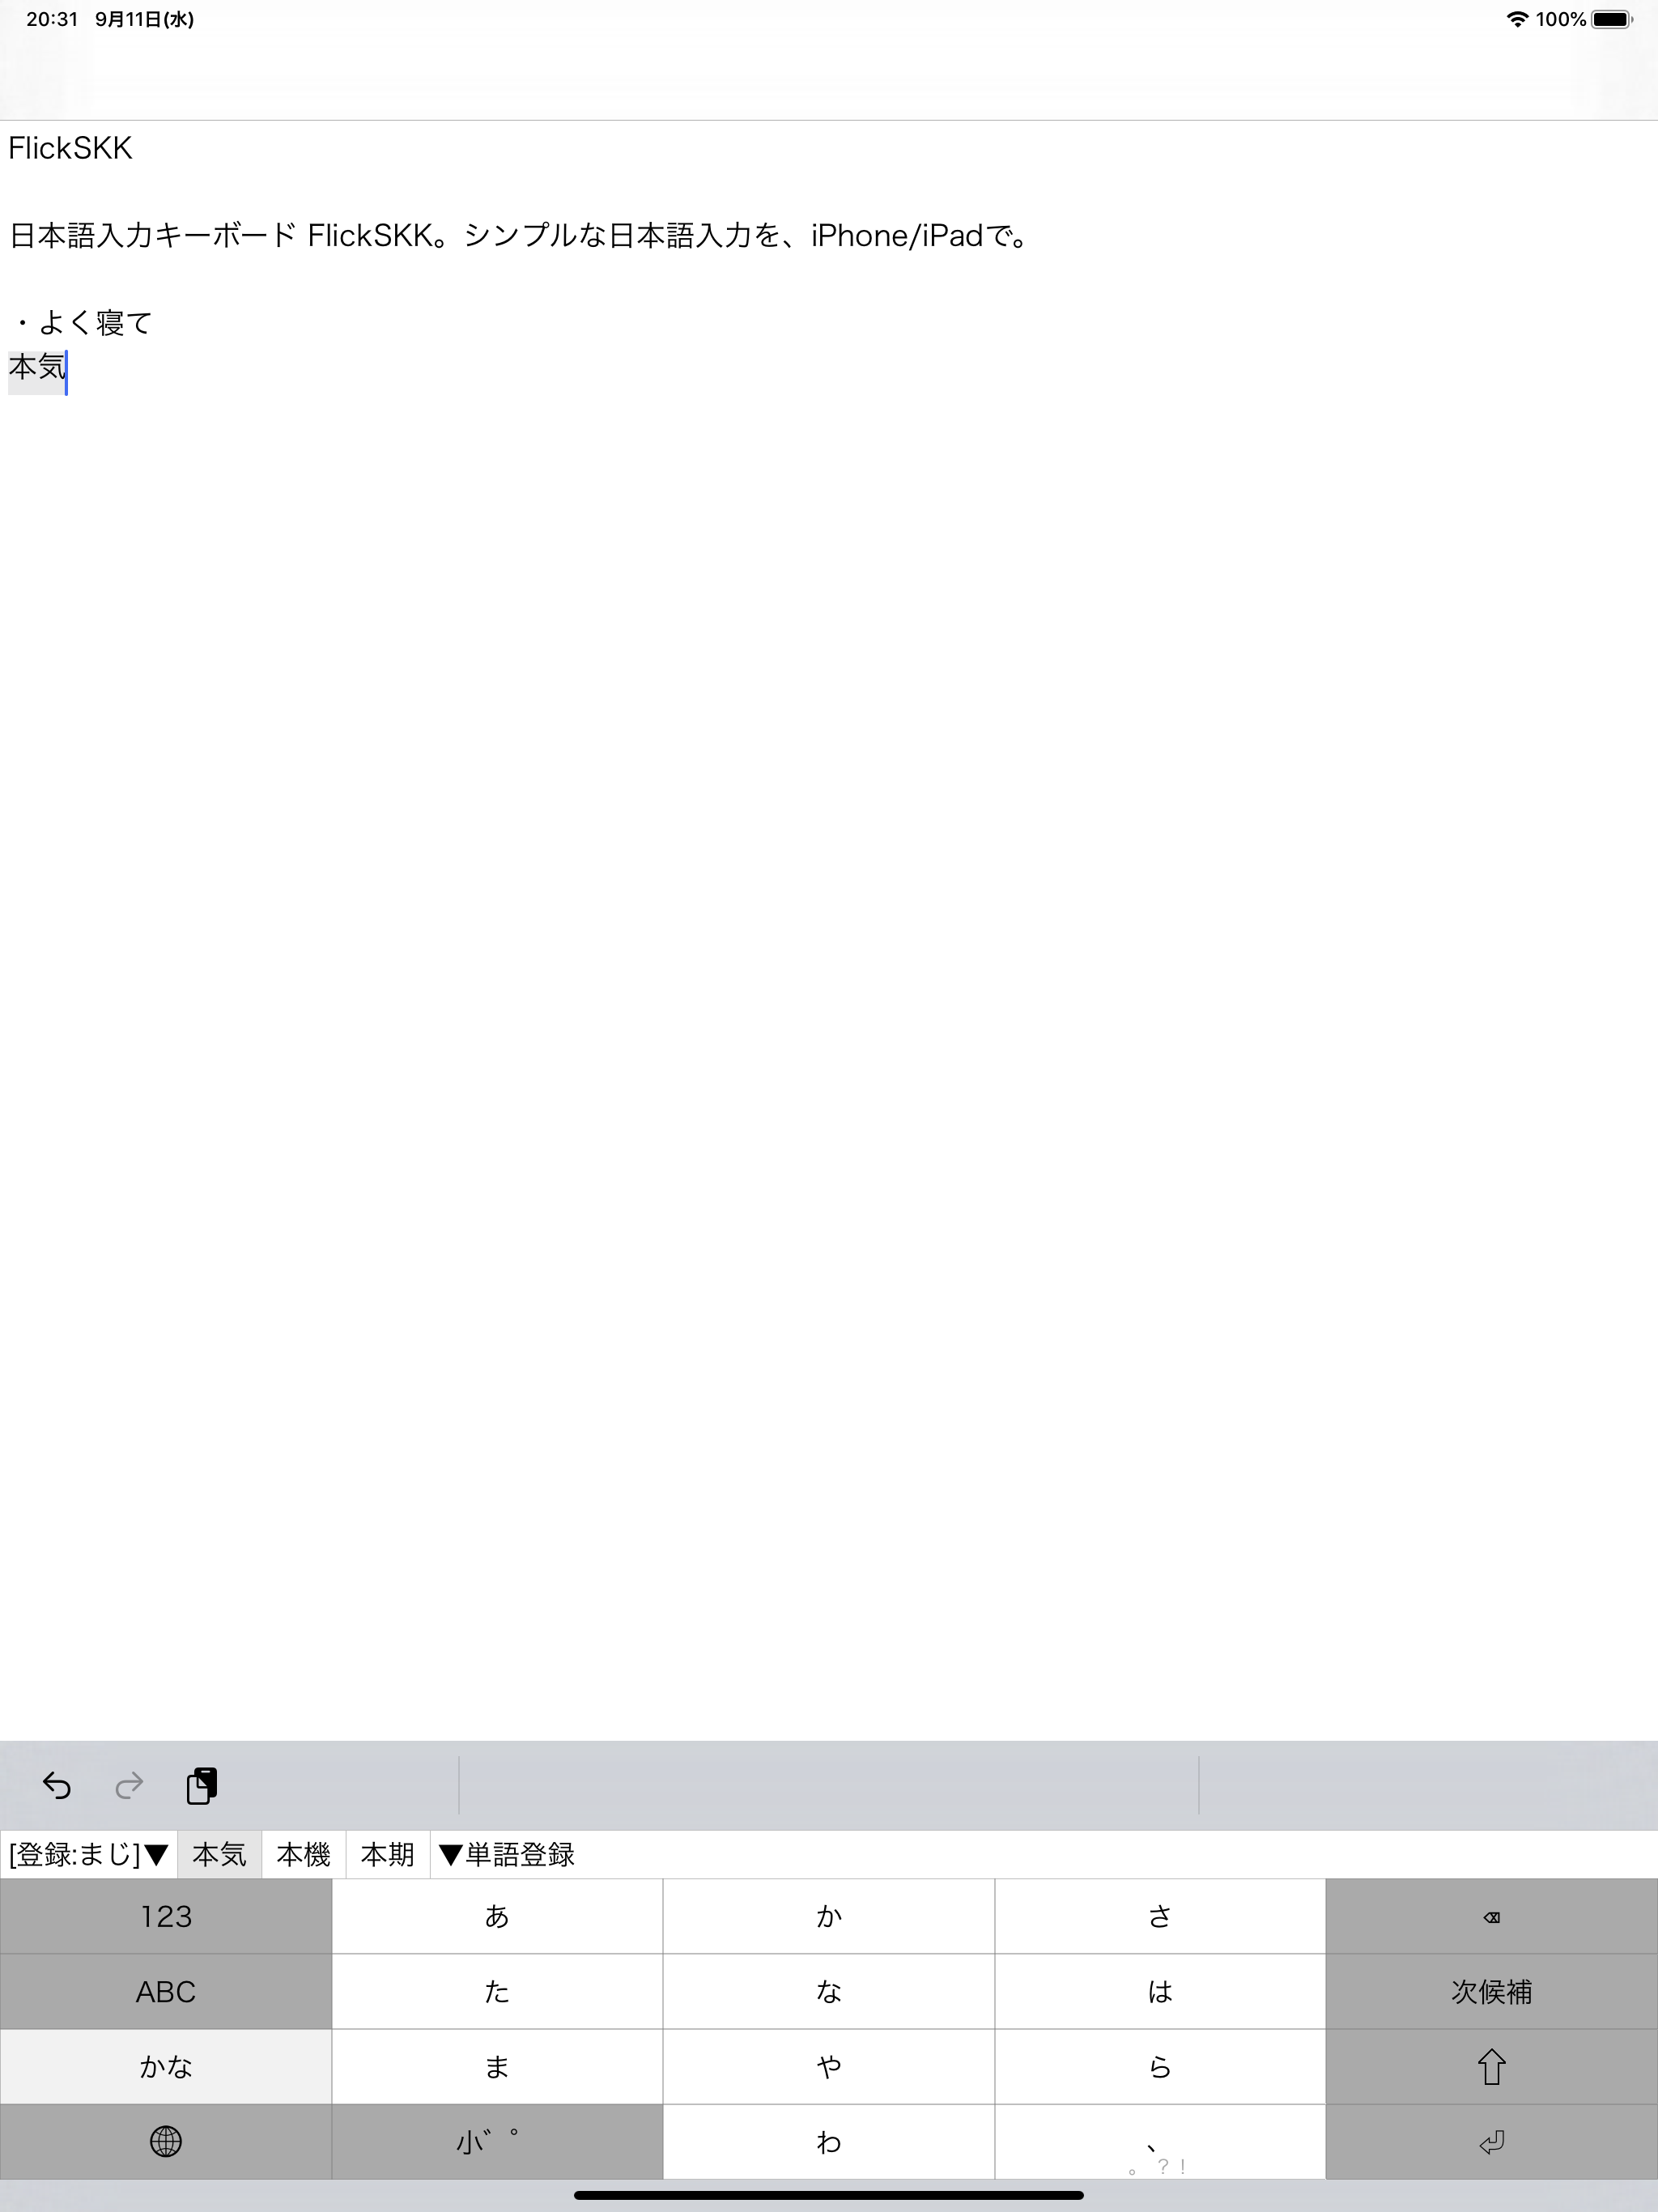 20:31 9月11日(水) 100%
FlickSKK
日本語入力キーボード FlickSKK。シンプルな日本語入力を、iPhone/iPadで。
・よく寝て
本気
[登録:まじ]▼ 本気 本機 本期 ▼単語登録
123 あ か さ
ABC た な は 次候補
かな ま や ら
小゛゜ わ 、
。?!